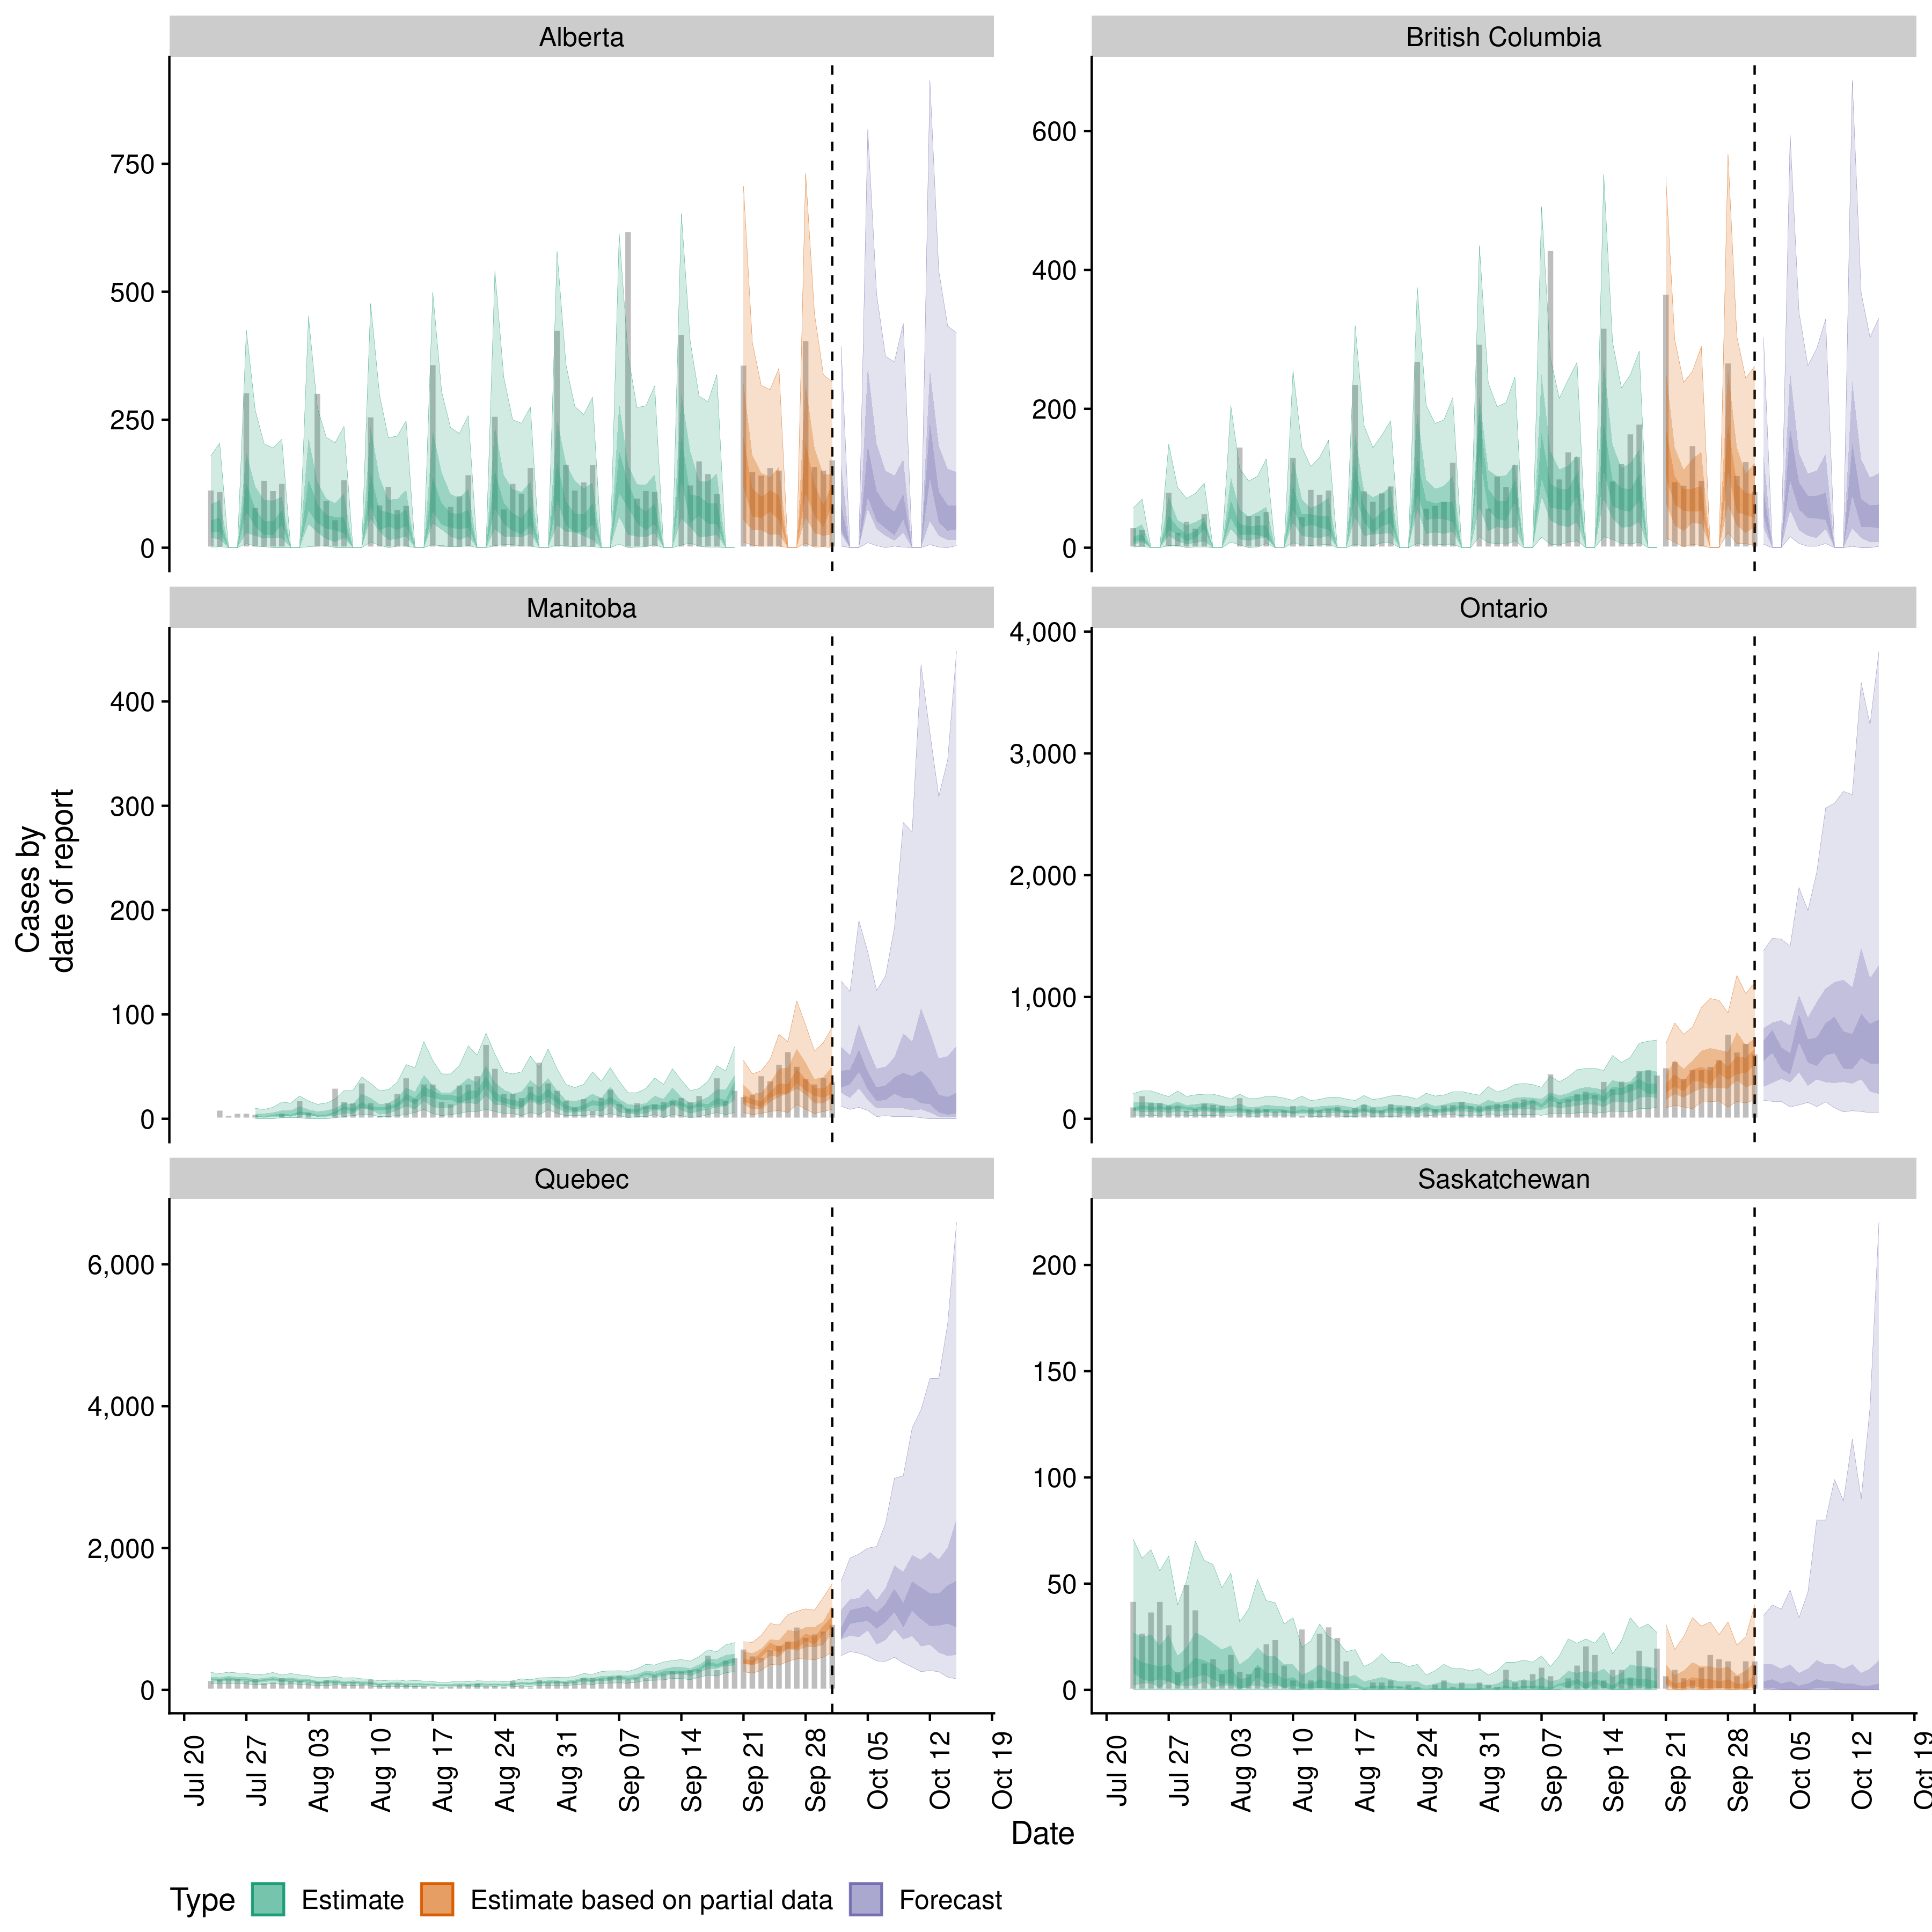 Alberta
British Columbia
750
500
250
0
600
400
200
0
Manitoba
Ontario
400
300
200
100
0
4,000
3,000
2,000
1,000
0
Cases by
date of report
Quebec
Saskatchewan
6,000
4,000
2,000
0
200
150
100
50
0
Jul 20
Jul 27
Aug 03
Aug 10
Aug 17
Aug 24
Aug 31
Sep 07
Sep 14
Sep 21
Sep 28
Oct 05
Oct 12
Oct 19
Jul 20
Jul 27
Aug 03
Aug 10
Aug 17
Aug 24
Aug 31
Sep 07
Sep 14
Sep 21
Sep 28
Oct 05
Oct 12
Oct 19
Date
Type Estimate Estimate based on partial data Forecast